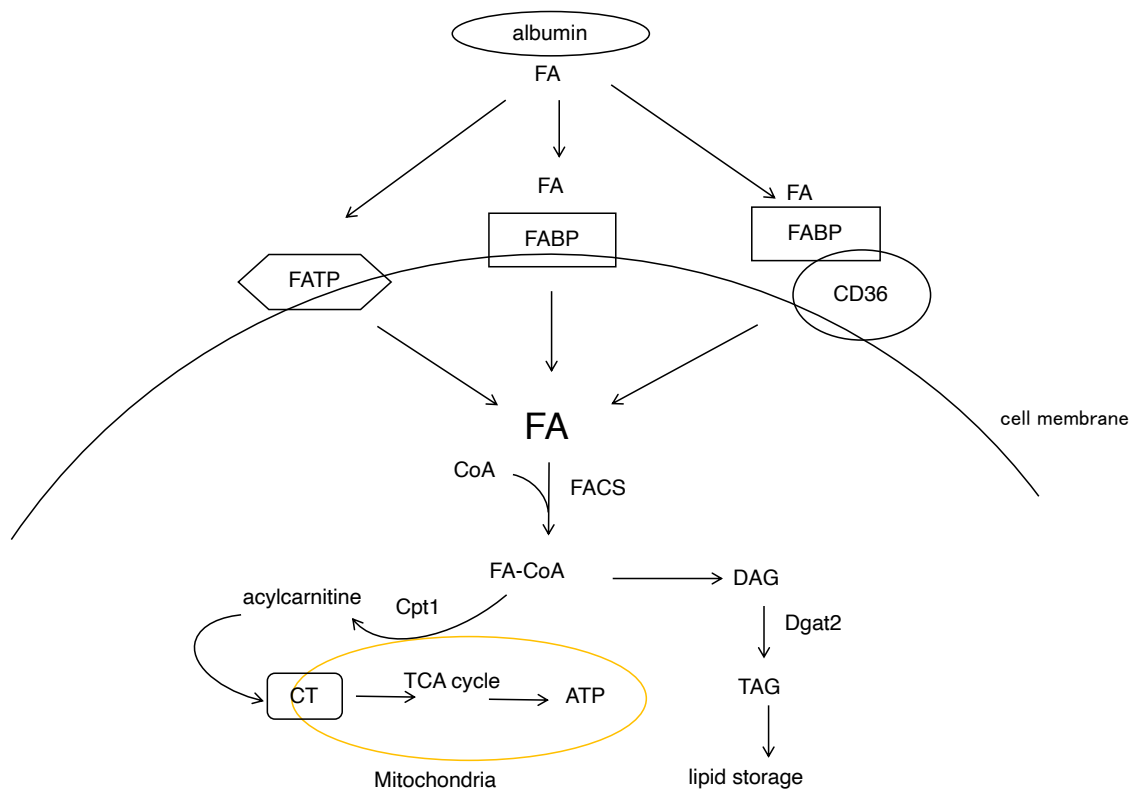 albumin
FA
FA
FA
FABP
FABP
FATP
CD36
FA
cell membrane
CoA
FACS
FA-CoA
DAG
acylcarnitine
Cpt1
Dgat2
CT
TCA cycle
ATP
TAG
Mitochondria
lipid storage